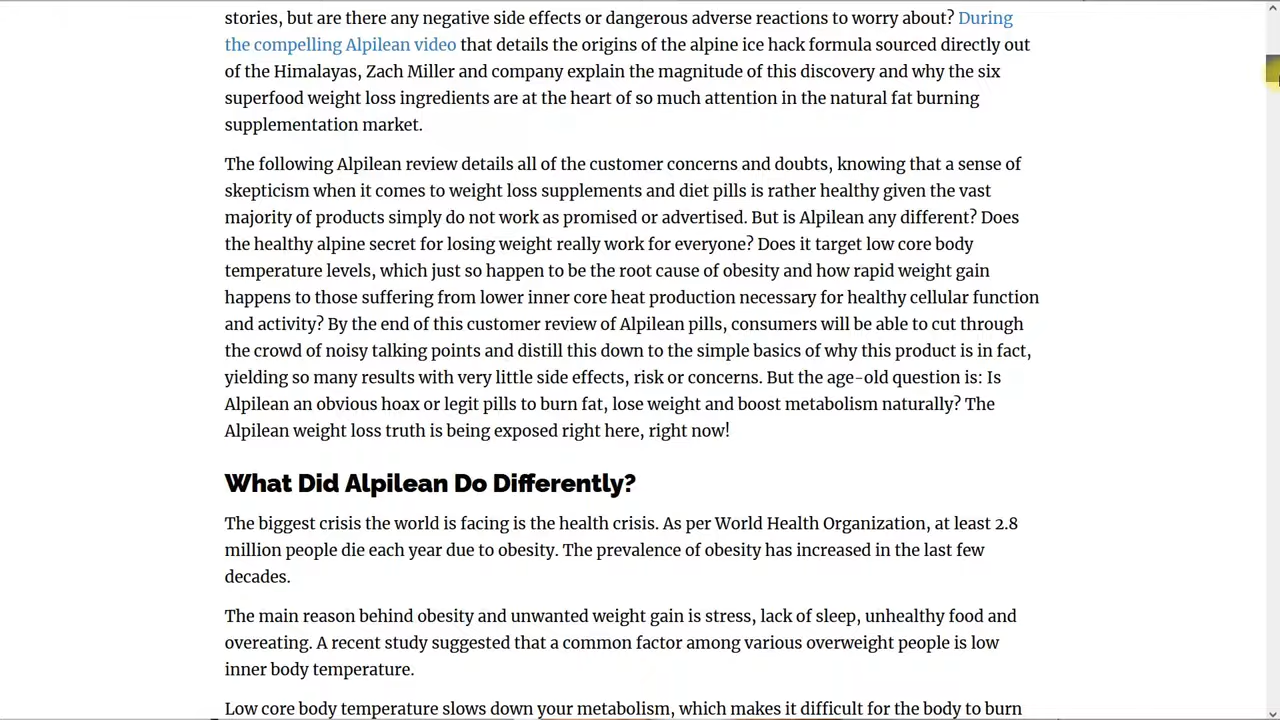 stories, but are there any negative side effects or dangerous adverse reactions to worry about? During
the compelling Alpilean video that details the origins of the alpine ice hack formula sourced directly out
of the Himalayas, Zach Miller and company explain the magnitude of this discovery and why the six
superfood weight loss ingredients are at the heart of so much attention in the natural fat burning
supplementation market.
The following Alpilean review details all of the customer concerns and doubts, knowing that a sense of
skepticism when it comes to weight loss supplements and diet pills is rather healthy given the vast
majority of products simply do not work as promised or advertised. But is Alpilean any different? Does
the healthy alpine secret for losing weight really work for everyone? Does it target low core body
temperature levels, which just so happen to be the root cause of obesity and how rapid weight gain
happens to those suffering from lower inner core heat production necessary for healthy cellular function
and activity? By the end of this customer review of Alpilean pills, consumers will be able to cut through
the crowd of noisy talking points and distill this down to the simple basics of why this product is in fact,
yielding so many results with very little side effects, risk or concerns. But the age-old question is: Is
Alpilean an obvious hoax or legit pills to burn fat, lose weight and boost metabolism naturally? The
Alpilean weight loss truth is being exposed right here, right now!
What Did Alpilean Do Differently?
The biggest crisis the world is facing is the health crisis. As per World Health Organization, at least 2.8
million people die each year due to obesity. The prevalence of obesity has increased in the last few
decades.
The main reason behind obesity and unwanted weight gain is stress, lack of sleep, unhealthy food and
overeating. A recent study suggested that a common factor among various overweight people is low
inner body temperature.
Low core body temperature slows down your metabolism, which makes it difficult for the body to burn